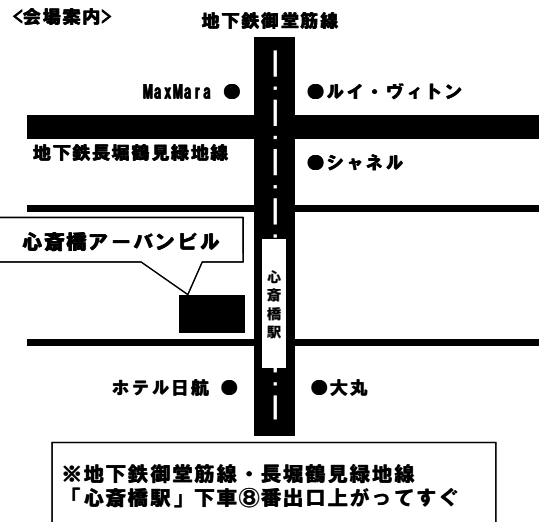 <会場案内>
地下鉄御堂筋線
MaxMara ●
●ルイ・ヴィトン
地下鉄長堀鶴見緑地線
●シャネル
心斎橋アーバンビル
心斎橋駅
ホテル日航 ●
●大丸
※地下鉄御堂筋線・長堀鶴見緑地線
「心斎橋駅」下車⑧番出口上がってすぐ